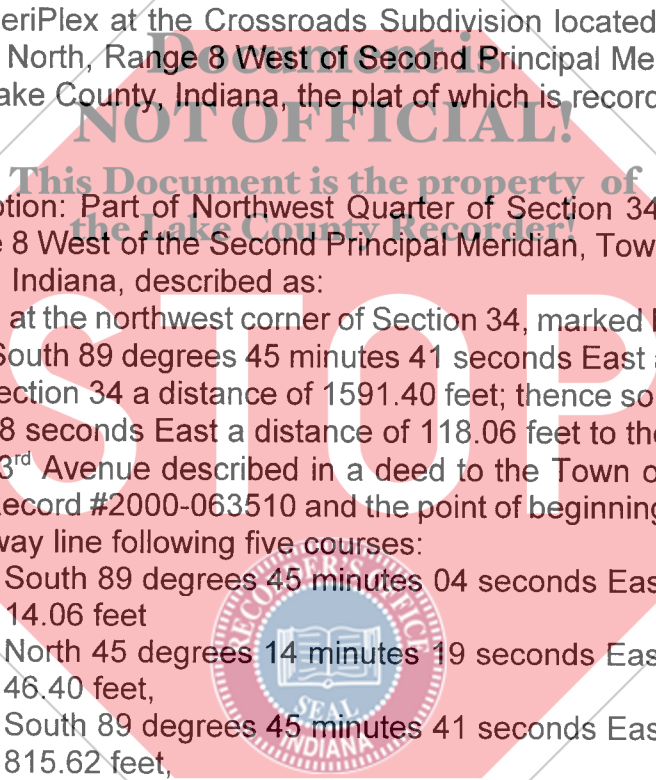 eriPlex at the Crossroads Subdivision located
Document is
North, Range 8 West of Second Principal Me
ake County, Indiana, the plat of which is record
NOT OFFICIAL!
This Document is the property of
tion: Part of Northwest Quarter of Section 34
the Lake County Recorder!
8 West of the Second Principal Meridian, Tow
Indiana, described as:
at the northwest corner of Section 34, marked
South 89 degrees 45 minutes 41 seconds East
ection 34 a distance of 1591.40 feet; thence so
STOP
8 seconds East a distance of 118.06 feet to the
3rd Avenue described in a deed to the Town o
Record #2000-063510 and the point of beginning
way line following five courses:
South 89 degrees 45 minutes 04 seconds Eas
14.06 feet
RECORDER'S OFFICE
North 45 degrees 14 minutes 19 seconds Eas
46.40 feet,
SEAL
South 89 degrees 45 minutes 41 seconds Eas
INDIANA
815.62 feet,